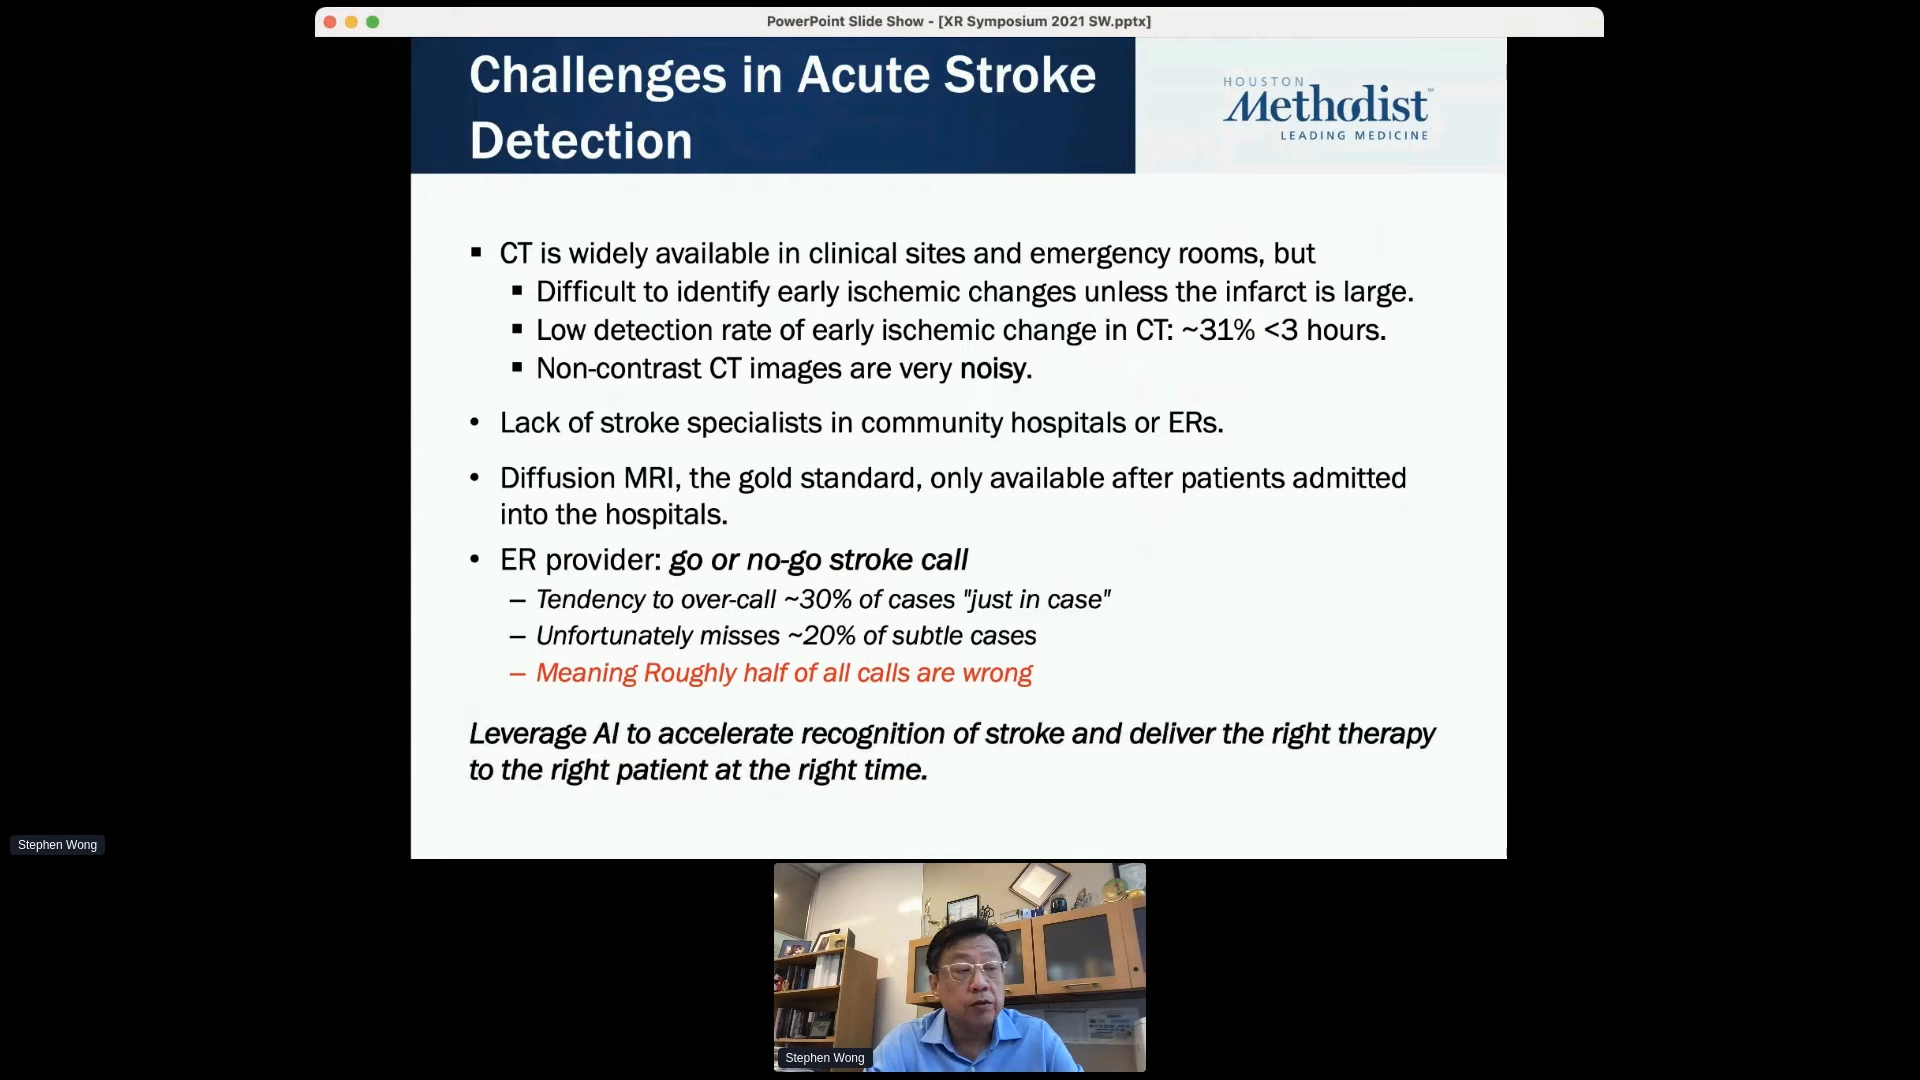 PowerPoint Slide Show - [XR Symposium 2021 SW.pptx]
Challenges in Acute Stroke
Detection
HOUSTON
Methodist
LEADING MEDICINE
▪ CT is widely available in clinical sites and emergency rooms, but
▪ Difficult to identify early ischemic changes unless the infarct is large.
▪ Low detection rate of early ischemic change in CT: ~31% <3 hours.
▪ Non-contrast CT images are very noisy.
• Lack of stroke specialists in community hospitals or ERs.
• Diffusion MRI, the gold standard, only available after patients admitted
into the hospitals.
• ER provider: go or no-go stroke call
– Tendency to over-call ~30% of cases "just in case"
– Unfortunately misses ~20% of subtle cases
– Meaning Roughly half of all calls are wrong
Leverage AI to accelerate recognition of stroke and deliver the right therapy
to the right patient at the right time.
Stephen Wong
Stephen Wong